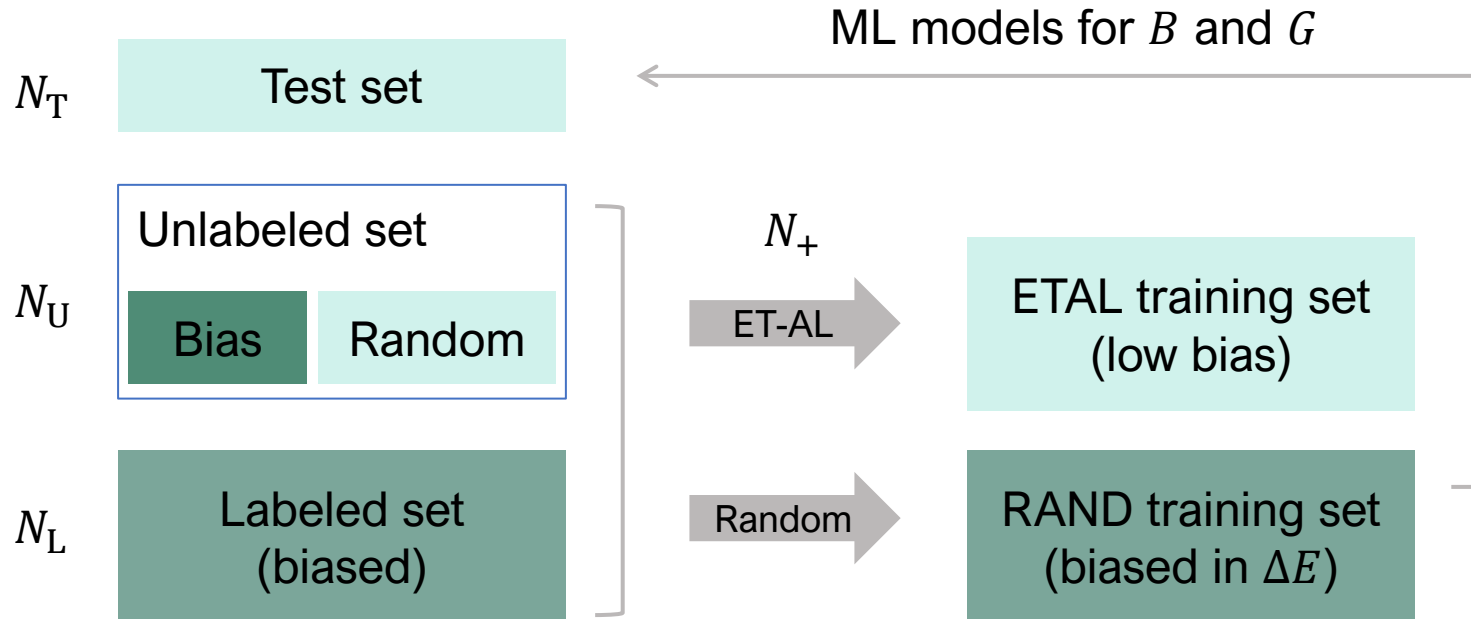 ML models for B and G
N_T
Test set
Unlabeled set
N_U
Bias
Random
N_+
ET-AL
ETAL training set
(low bias)
N_L
Labeled set
(biased)
Random
RAND training set
(biased in ΔE)